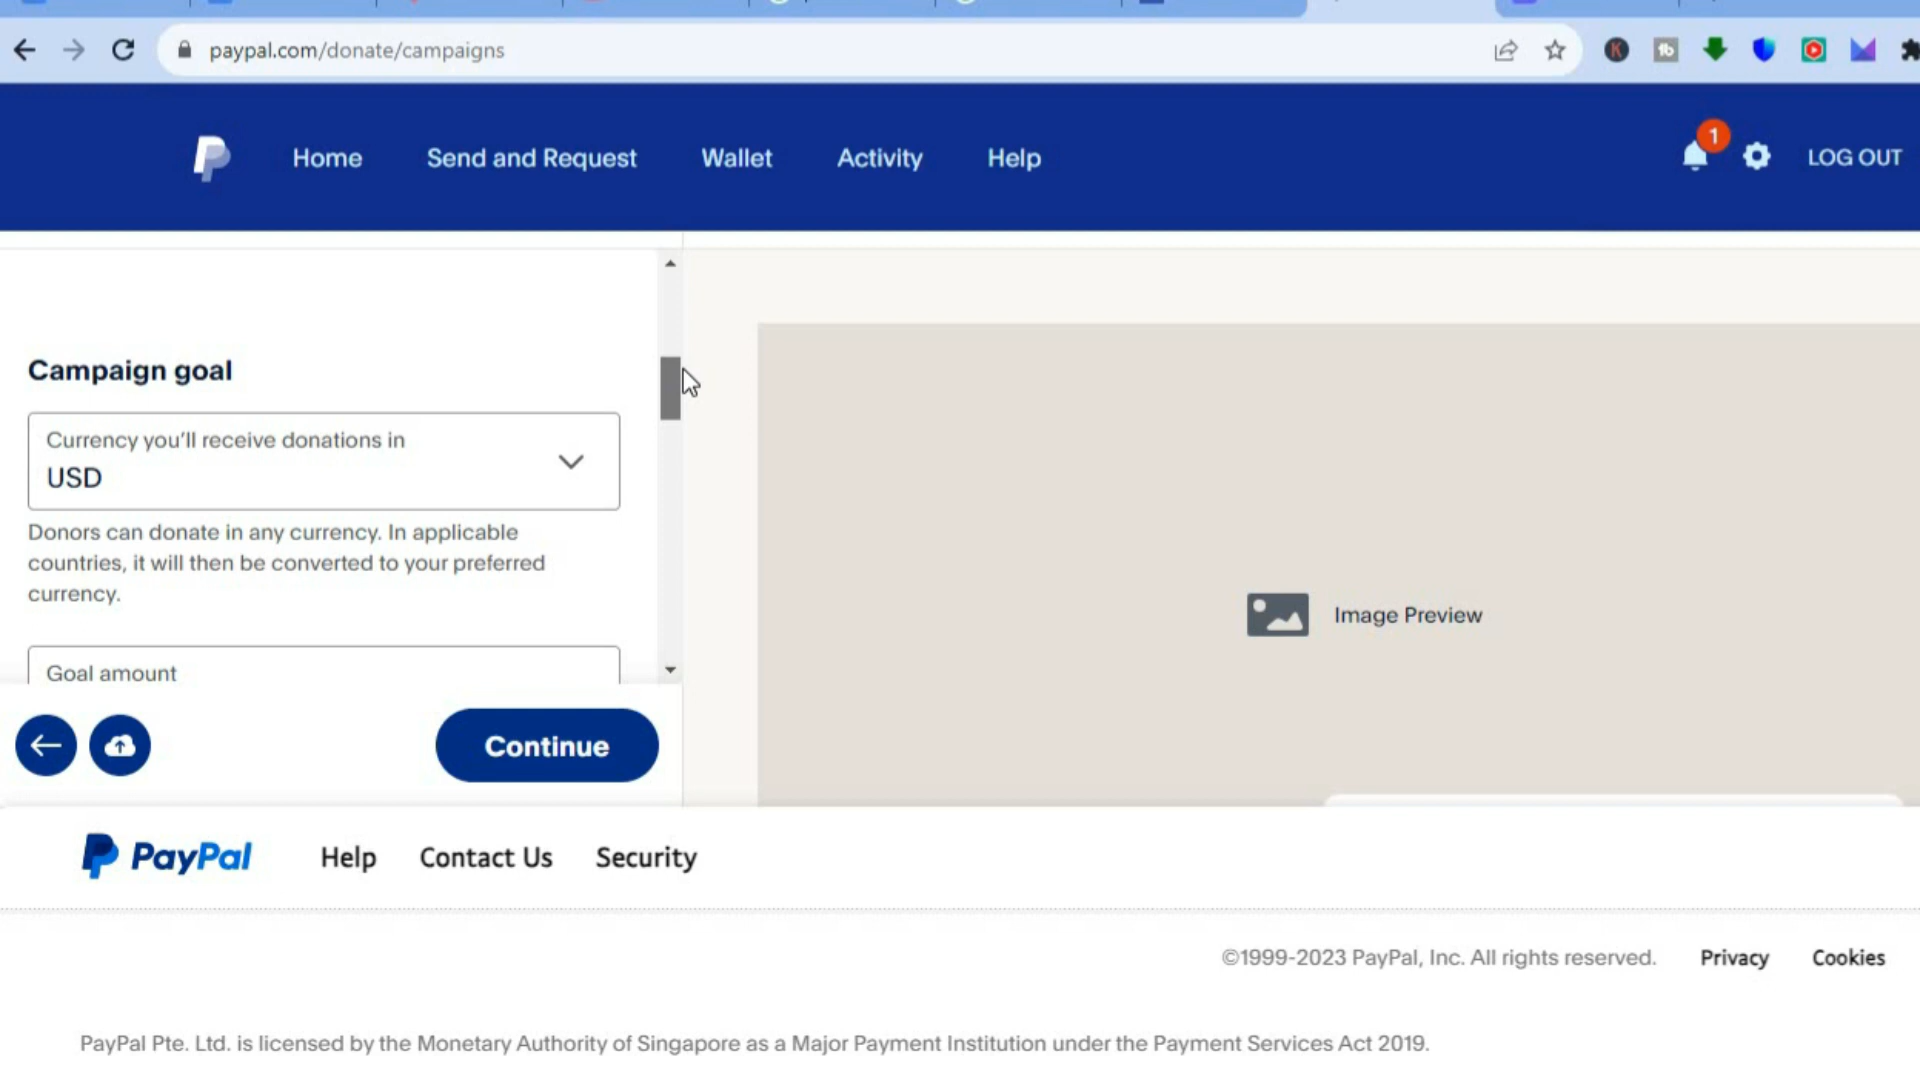 paypal.com/donate/campaigns
Home Send and Request Wallet Activity Help 1 LOG OUT
Campaign goal
Currency you'll receive donations in
USD
Donors can donate in any currency. In applicable
countries, it will then be converted to your preferred
currency.
Goal amount
Image Preview
Continue
PayPal Help Contact Us Security
©1999-2023 PayPal, Inc. All rights reserved. Privacy Cookies
PayPal Pte. Ltd. is licensed by the Monetary Authority of Singapore as a Major Payment Institution under the Payment Services Act 2019.